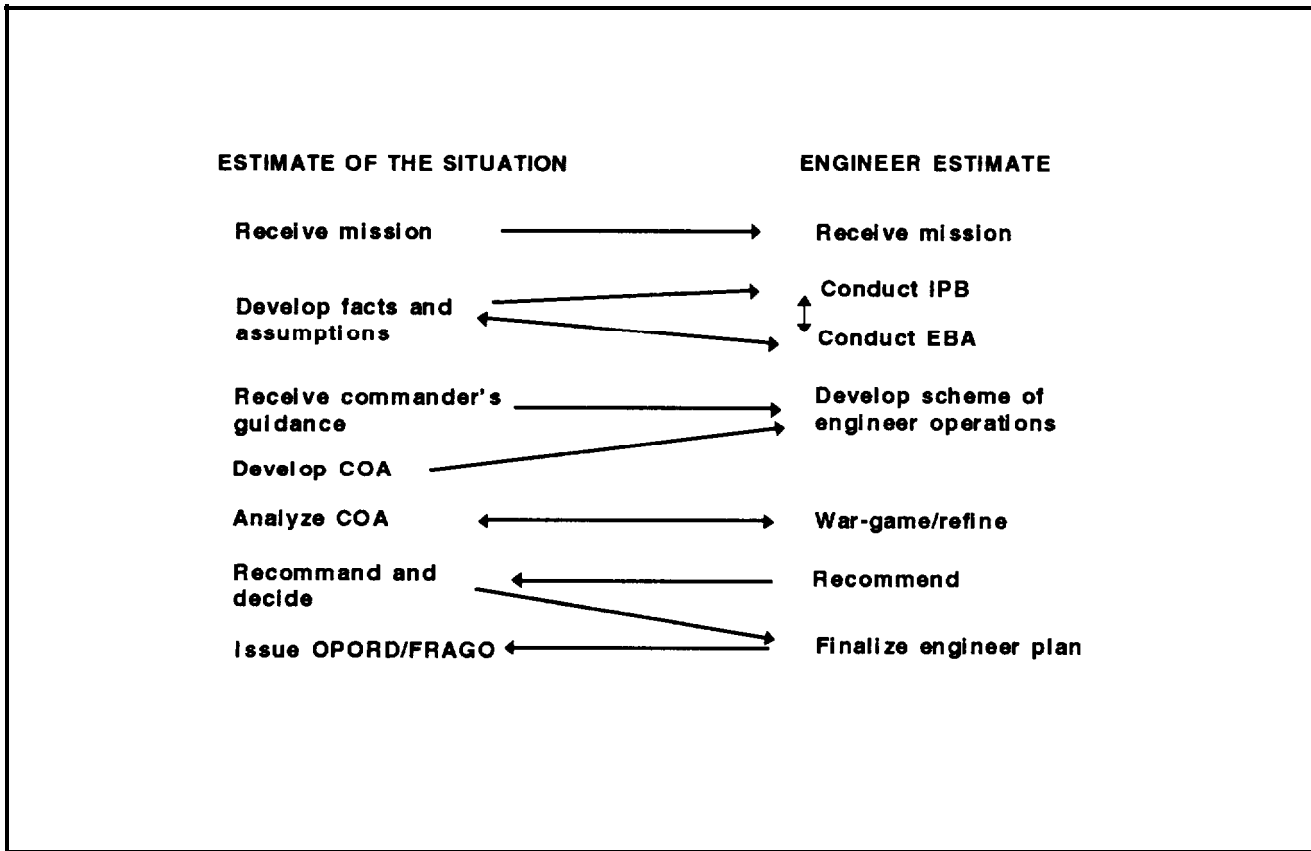 ESTIMATE OF THE SITUATION
ENGINEER ESTIMATE
Receive mission
Receive mission
Develop facts and
assumptions
Conduct IPB
Conduct EBA
Receive commander's
guidance
Develop scheme of
engineer operations
Develop COA
Analyze COA
War-game/refine
Recommand and
decide
Recommend
Issue OPORD/FRAGO
Finalize engineer plan